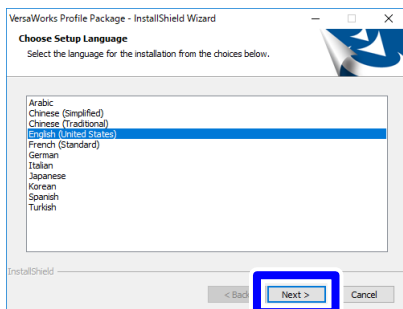 VersaWorks Profile Package - InstallShield Wizard
Choose Setup Language
Select the language for the installation from the choices below.
Arabic
Chinese (Simplified)
Chinese (Traditional)
English (United States)
French (Standard)
German
Italian
Japanese
Korean
Spanish
Turkish
InstallShield
< Back Next > Cancel